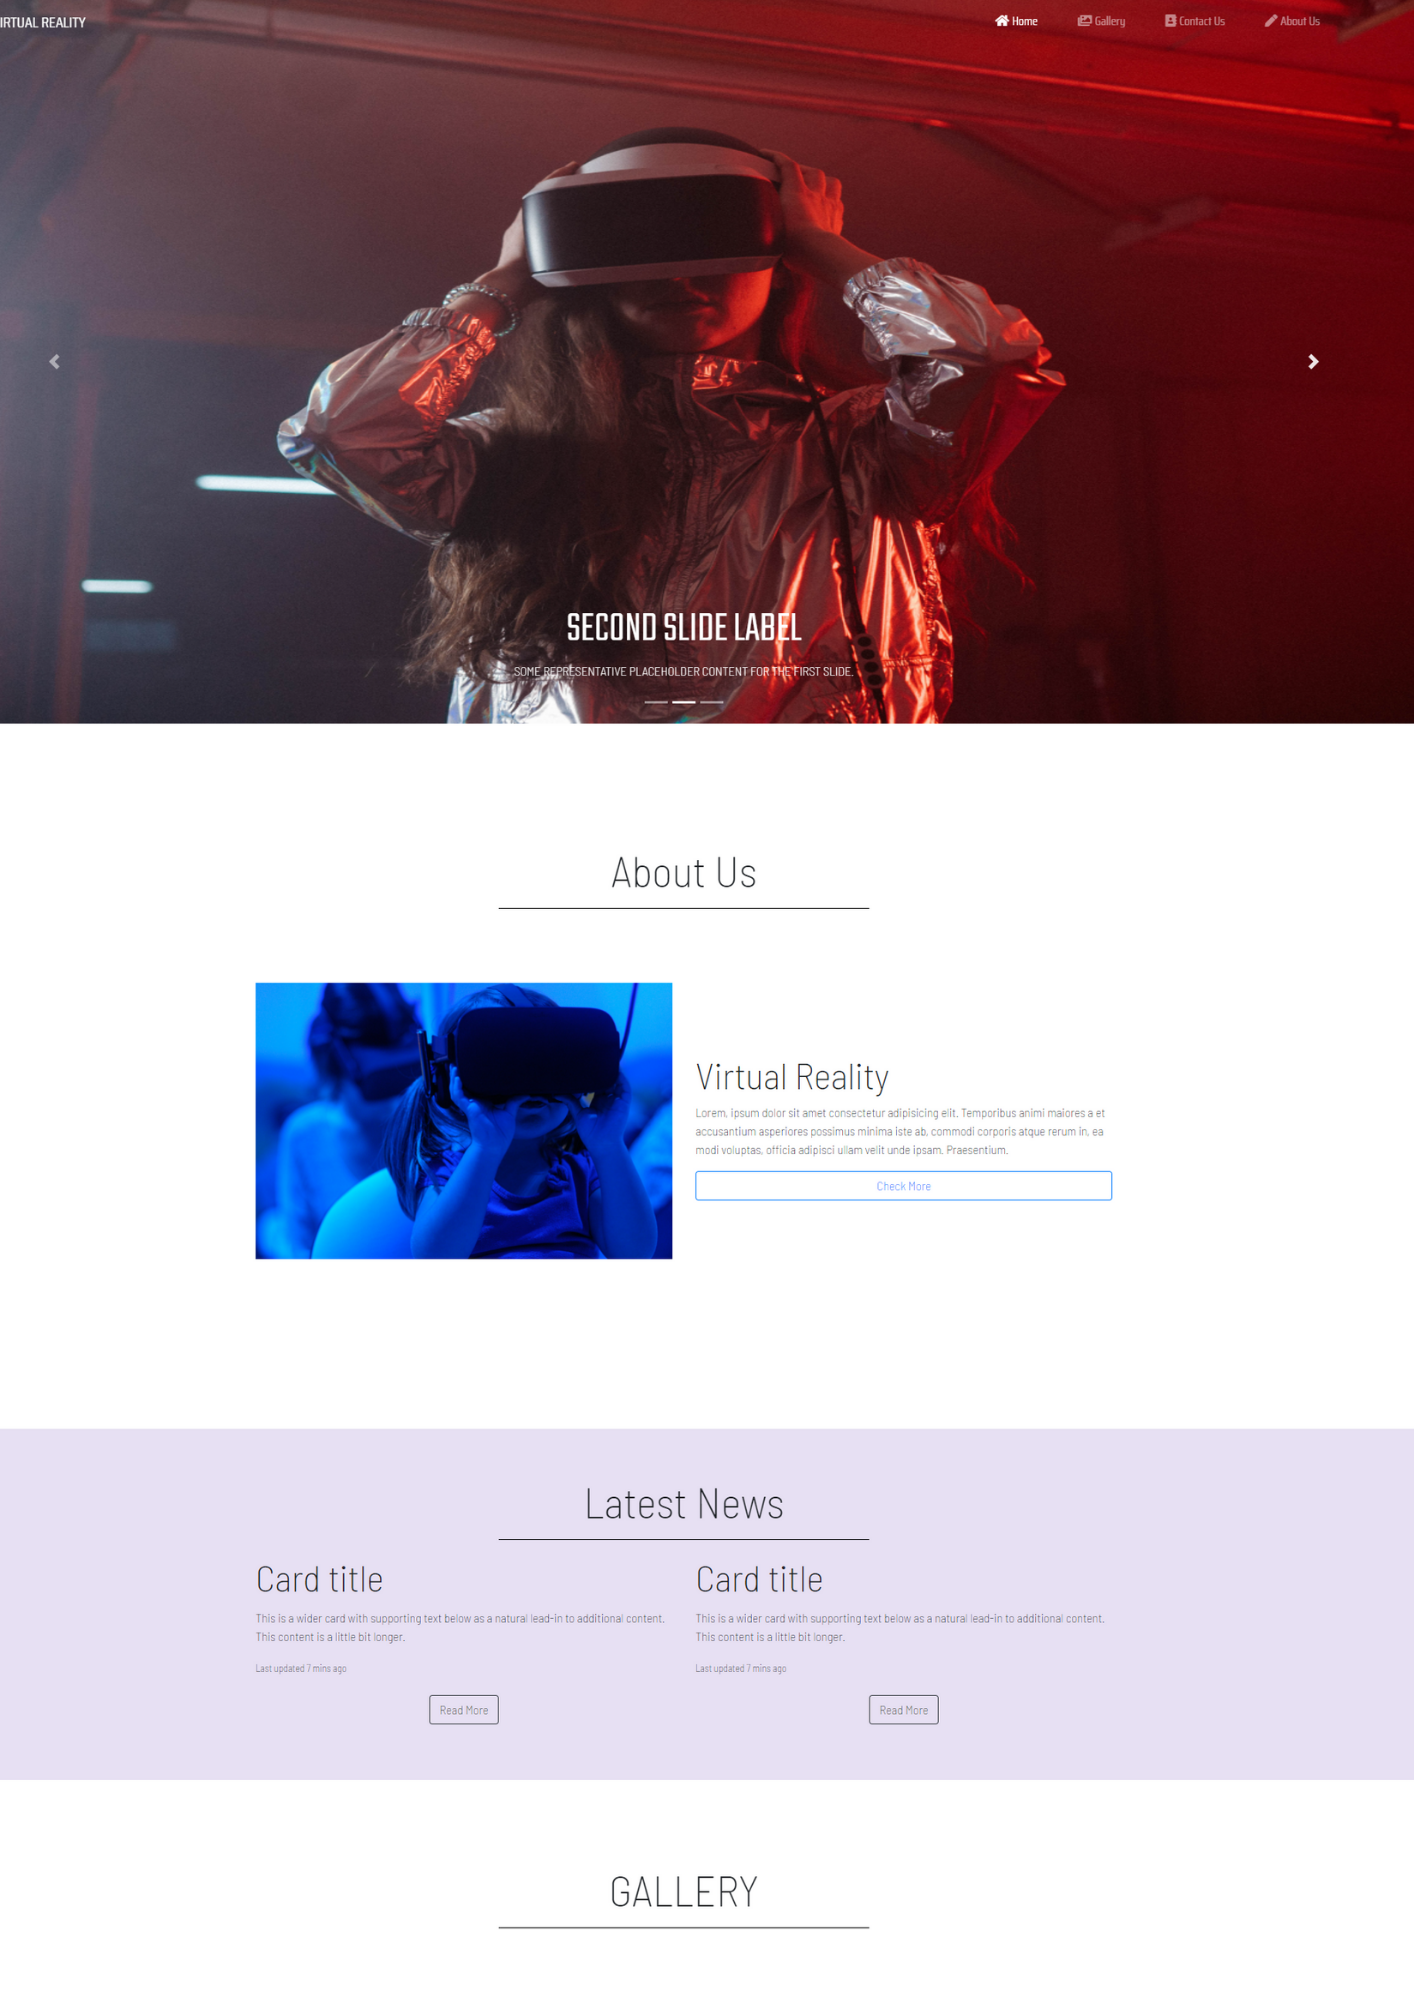 IRTUAL REALITY
Home Gallery Contact Us About Us
SECOND SLIDE LABEL
SOME REPRESENTATIVE PLACEHOLDER CONTENT FOR THE FIRST SLIDE.
About Us
Virtual Reality
Lorem, ipsum dolor sit amet consectetur adipisicing elit. Temporibus animi maiores a et
accusantium asperiores possimus minima iste ab, commodi corporis atque rerum in, ea
modi voluptas, officia adipisci ullam velit unde ipsam. Praesentium.
Check More
Latest News
Card title
This is a wider card with supporting text below as a natural lead-in to additional content.
This content is a little bit longer.
Last updated 7 mins ago
Read More
Card title
This is a wider card with supporting text below as a natural lead-in to additional content.
This content is a little bit longer.
Last updated 7 mins ago
Read More
GALLERY